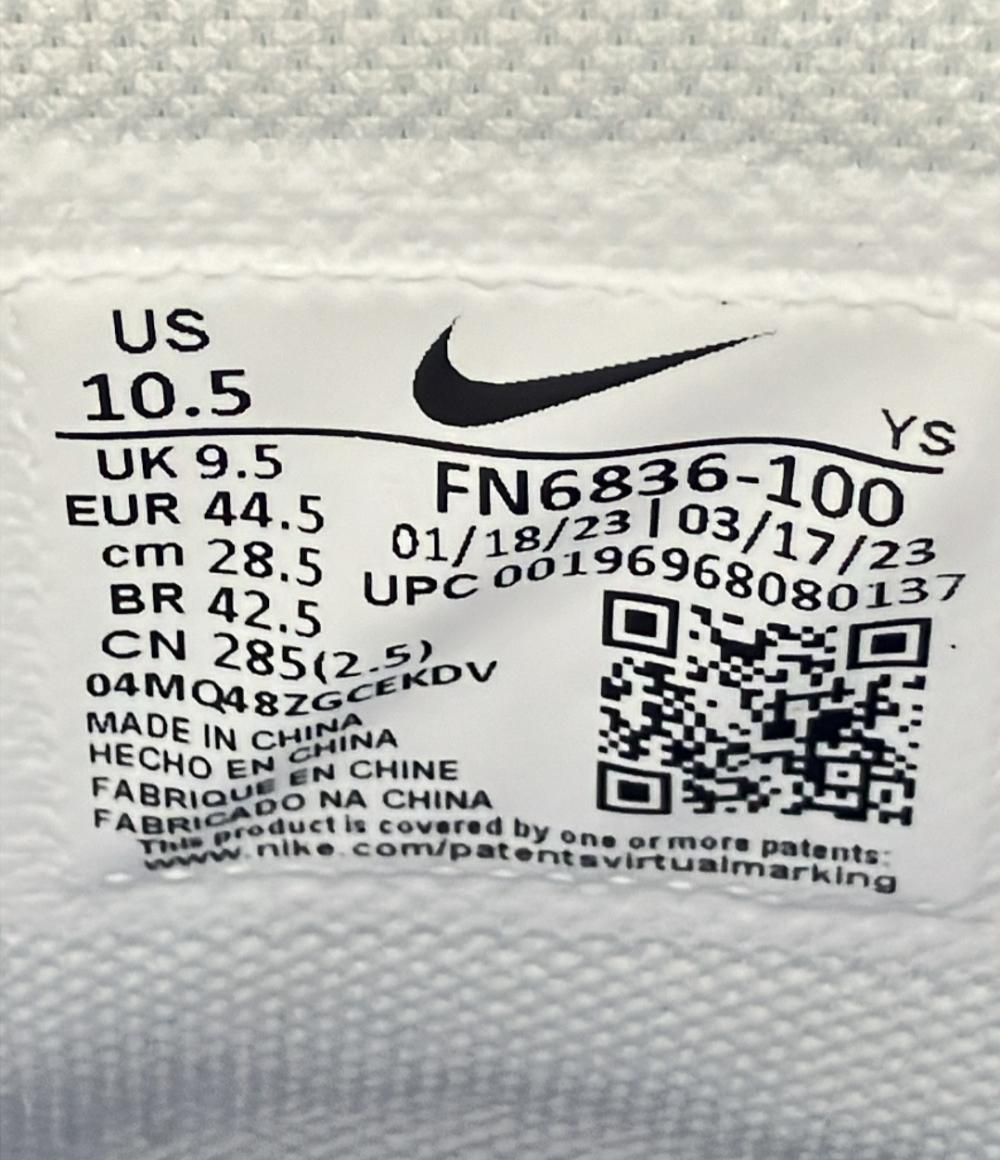 US
10.5
YS
UK 9.5
EUR 44.5
cm 28.5
BR 42.5
CN 285(2.5)
FN6836-100
01/18/23 | 03/17/23
UPC 00196968080137
04MQ48ZGCEKDV
MADE IN CHINA
HECHO EN CHINA
FABRIQUE EN CHINE
FABRICADO NA CHINA
This product is covered by one or more patents:
www.nike.com/patentsvirtualmarking